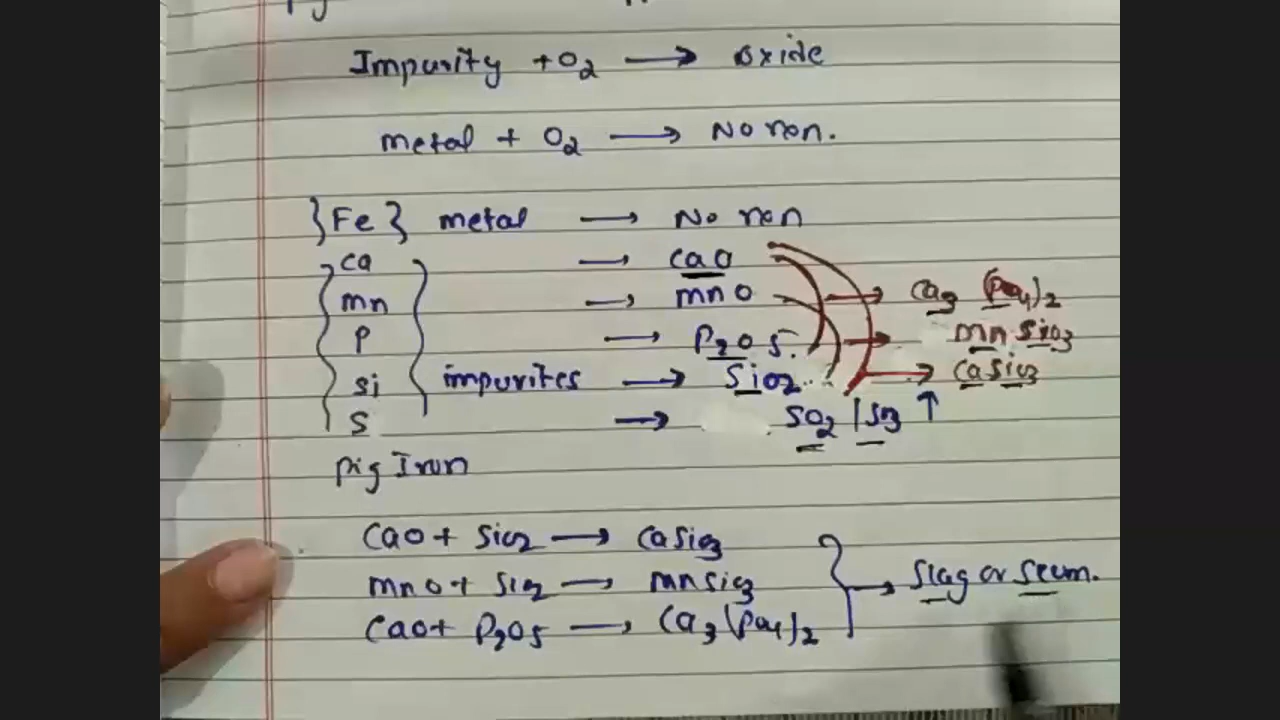 Impurity + O2 → oxide
metal + O2 → No rxn.
}Fe} metal → No rxn
ca → cao
mn → mno → ca3 (po4)2
P → P2O5. → mn sio3
si impurites → Sio2 → casio3
S → SO2 / so3 ↑
pig Iron
cao + sio2 → casio3
mno + sio2 → mnsio3
cao + P2O5 → ca3(po4)2
→ slag or scum.